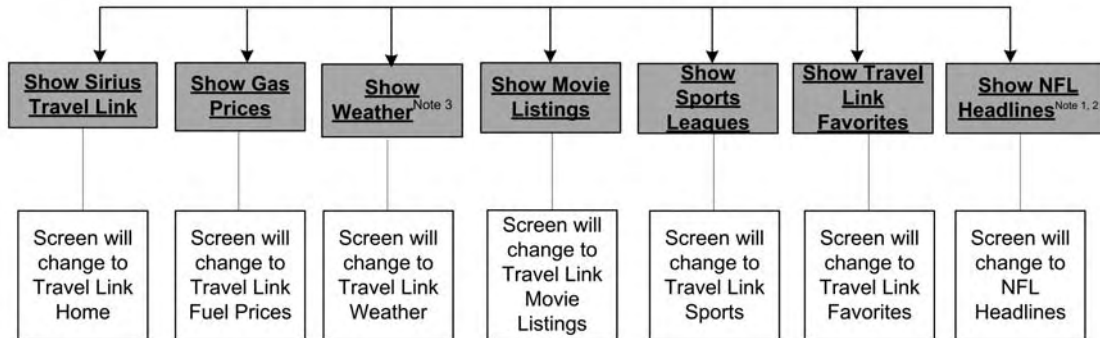 Show Sirius
Travel Link
Show Gas
Prices
Show
Weather Note 3
Show Movie
Listings
Show
Sports
Leagues
Show Travel
Link
Favorites
Show NFL
Headlines Note 1, 2
Screen will
change to
Travel Link
Home
Screen will
change to
Travel Link
Fuel Prices
Screen will
change to
Travel Link
Weather
Screen will
change to
Travel Link
Movie
Listings
Screen will
change to
Travel Link
Sports
Screen will
change to
Travel Link
Favorites
Screen will
change to
NFL
Headlines